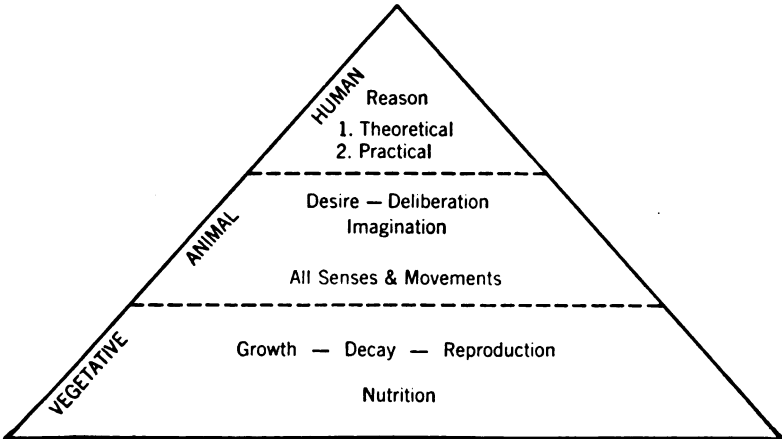 HUMAN
Reason
1. Theoretical
2. Practical
ANIMAL
Desire — Deliberation
Imagination
All Senses & Movements
VEGETATIVE
Growth — Decay — Reproduction
Nutrition